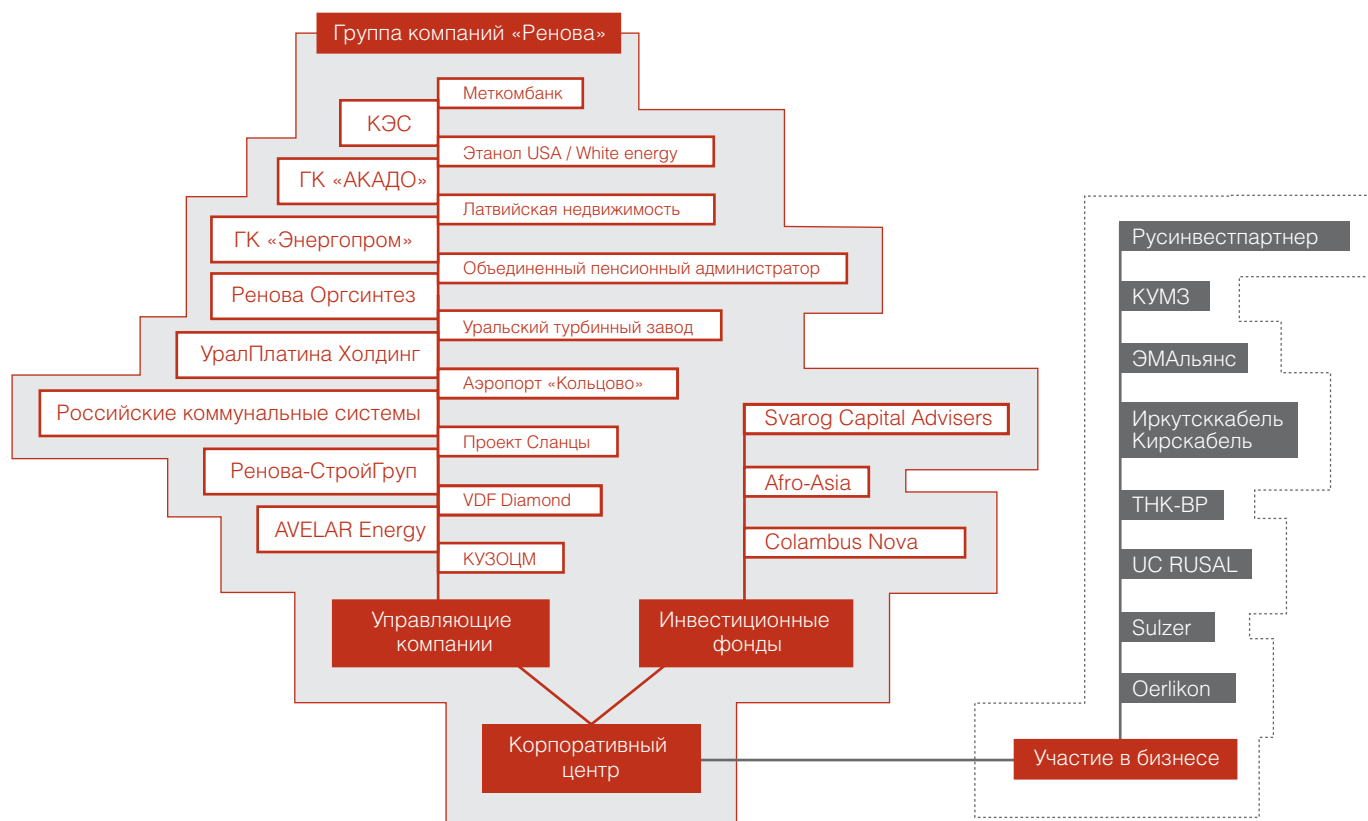 Группа компаний «Ренова»
Меткомбанк
КЭС
Этанол USA / White energy
ГК «АКАДО»
Латвийская недвижимость
ГК «Энергопром»
Объединенный пенсионный администратор
Ренова Оргсинтез
Уральский турбинный завод
УралПлатина Холдинг
Аэропорт «Кольцово»
Российские коммунальные системы
Проект Сланцы
Ренова-СтройГруп
VDF Diamond
AVELAR Energy
КУЗОЦМ
Управляющие
компании
Svarog Capital Advisers
Afro-Asia
Colambus Nova
Инвестиционные
фонды
Корпоративный
центр
Русинвестпартнер
КУМЗ
ЭМАльянс
Иркутсккабель
Кирскабель
ТНК-ВР
UC RUSAL
Sulzer
Oerlikon
Участие в бизнесе